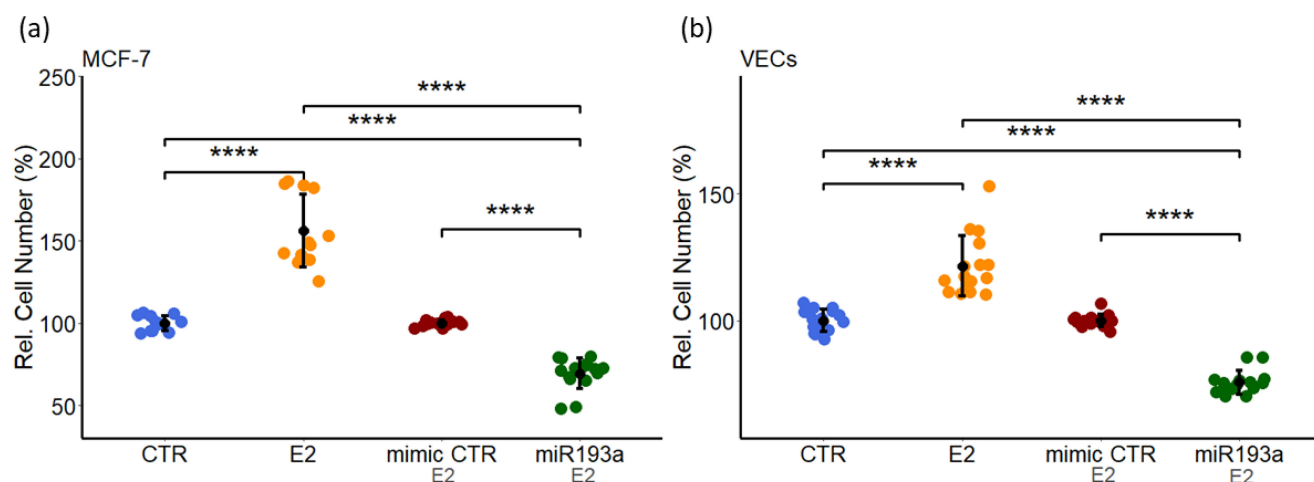 (a)
MCF-7
Rel. Cell Number (%)
250
200
150
100
50
****
****
****
****
CTR
E2
mimic CTR
E2
miR193a
E2
(b)
VECs
Rel. Cell Number (%)
150
100
****
****
****
****
CTR
E2
mimic CTR
E2
miR193a
E2